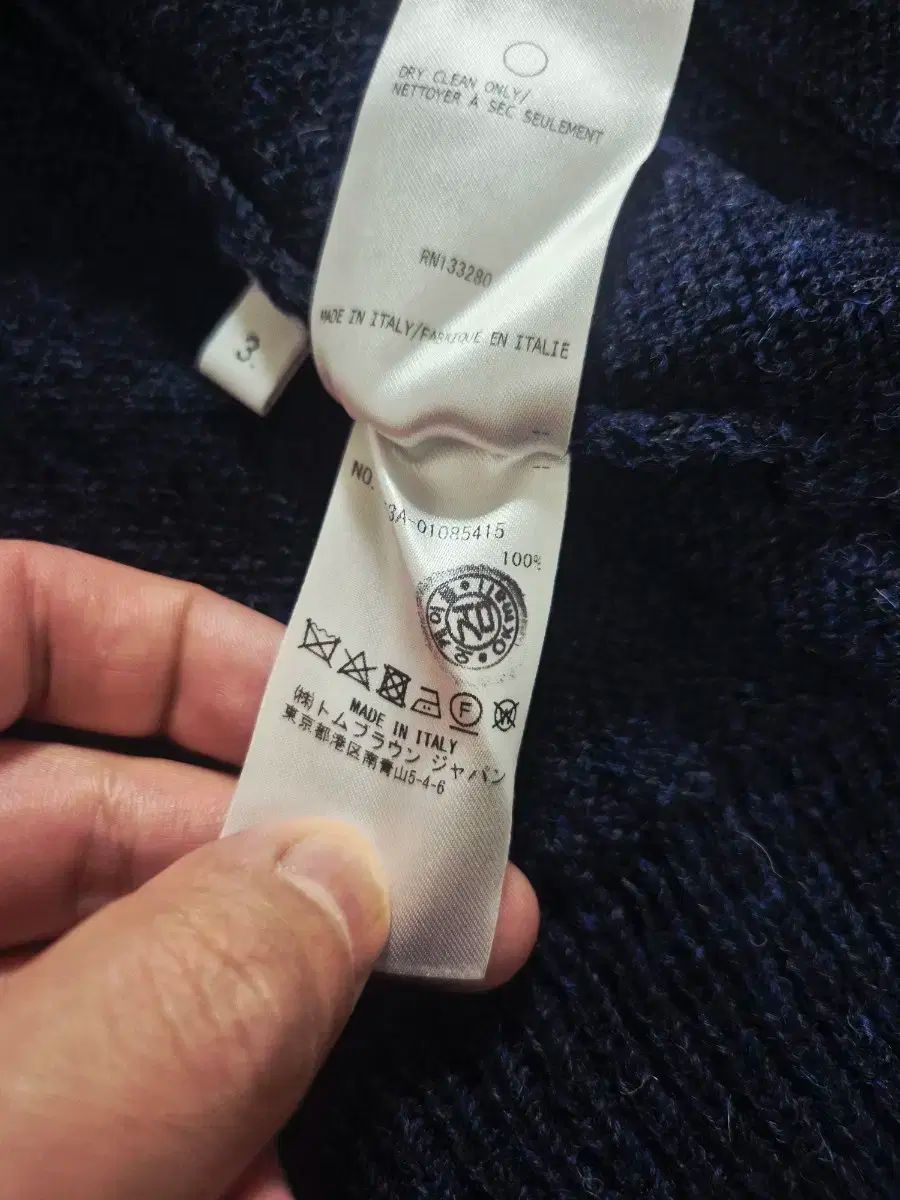 DRY CLEAN ONLY/
NETTOYER À SEC SEULEMENT
RN133280
MADE IN ITALY/FABRIQUE EN ITALIE
3.
NO.
3A-01085415
100%
F
W
MADE IN ITALY
㈱トムブラウン ジャパン
東京都港区南青山5-4-6